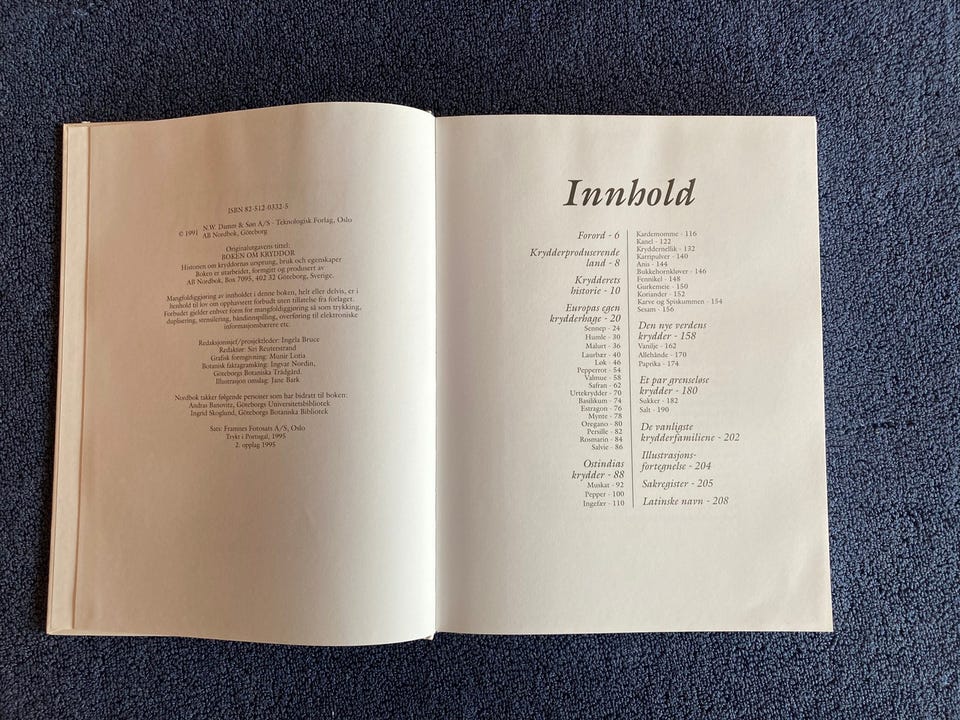 ISBN 82-512-0332-5
© 1991 N.W. Damm & Søn A/S - Teknologisk Forlag, Oslo
AB Nordbok, Göteborg
Originalutgavens tittel:
BOKEN OM KRYDDOR
Historien om kryddornas ursprung, bruk och egenskaper
Boken er utarbeidet, formgitt og produsert av
AB Nordbok, Box 7095, 402 32 Göteborg, Sverige.
Mangfoldiggjøring av innholdet i denne boken, helt eller delvis, er i
henhold til lov om opphavsrett forbudt uten tillatelse fra forlaget.
Forbudet gjelder enhver form for mangfoldiggjøring så som trykking,
duplisering, stensilering, båndinnspilling, overføring til elektroniske
informasjonsbærere etc.
Redaksjonssjef/prosjektleder: Ingela Bruce
Redaktør: Siri Reuterstrand
Grafisk formgivning: Munir Lotia
Botanisk faktagransking: Ingvar Nordin,
Göteborgs Botaniska Trädgård.
Illustrasjon omslag: Jane Bark
Nordbok takker følgende personer som har bidratt til boken:
Andras Banovitz, Göteborgs Universitetsbibliotek
Ingrid Skoglund, Göteborgs Botaniska Bibliotek
Sats: Framnes Fotosats A/S, Oslo
Trykt i Portugal, 1995
2. opplag 1995
Innhold
Forord - 6
Krydderproduserende
land - 8
Krydderets
historie - 10
Europas egen
krydderhage - 20
Sennep - 24
Humle - 30
Malurt - 36
Laurbær - 40
Løk - 46
Pepperrot - 54
Valmue - 58
Safran - 62
Urtekrydder - 70
Basilikum - 74
Estragon - 76
Mynte - 78
Oregano - 80
Persille - 82
Rosmarin - 84
Salvie - 86
Ostindias
krydder - 88
Muskat - 92
Pepper - 100
Ingefær - 110
Kardemomme - 116
Kanel - 122
Kryddernellik - 132
Karripulver - 140
Anis - 144
Bukkehornkløver - 146
Fennikel - 148
Gurkemeie - 150
Koriander - 152
Karve og Spiskummen - 154
Sesam - 156
Den nye verdens
krydder - 158
Vanilje - 162
Allehånde - 170
Paprika - 174
Et par grenseløse
krydder - 180
Sukker - 182
Salt - 190
De vanligste
krydderfamiliene - 202
Illustrasjons-
fortegnelse - 204
Sakregister - 205
Latinske navn - 208